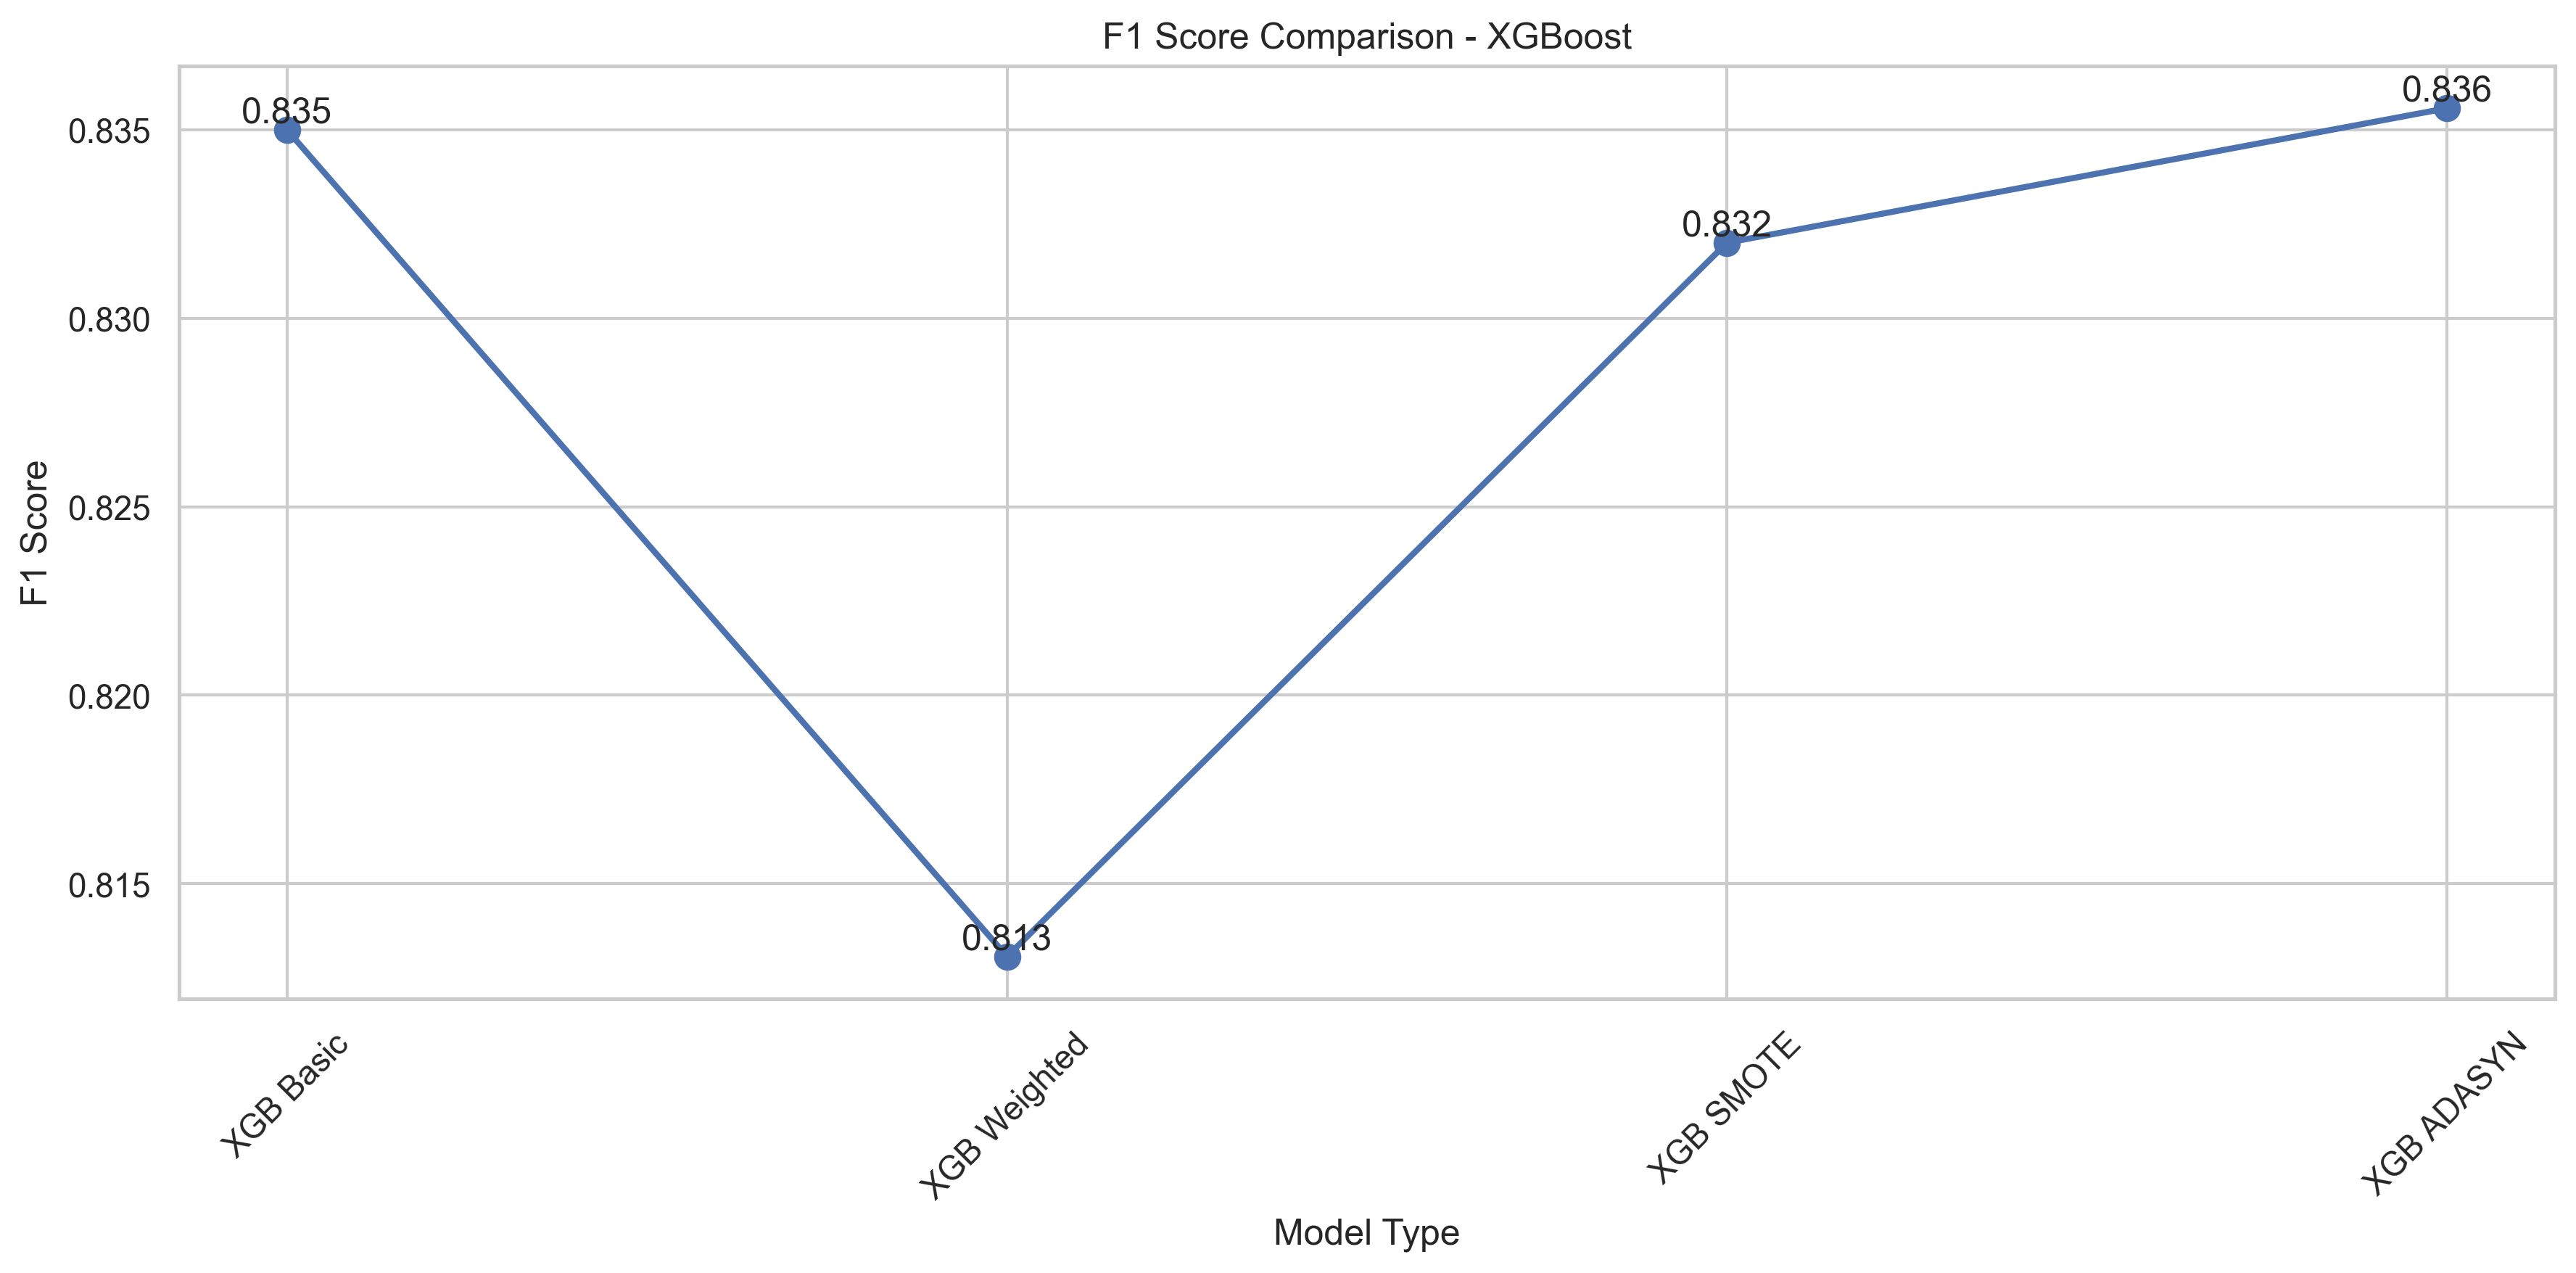 F1 Score Comparison - XGBoost
0.835
0.836
0.832
0.813
0.835
0.830
0.825
0.820
0.815
F1 Score
XGB Basic
XGB Weighted
XGB SMOTE
XGB ADASYN
Model Type